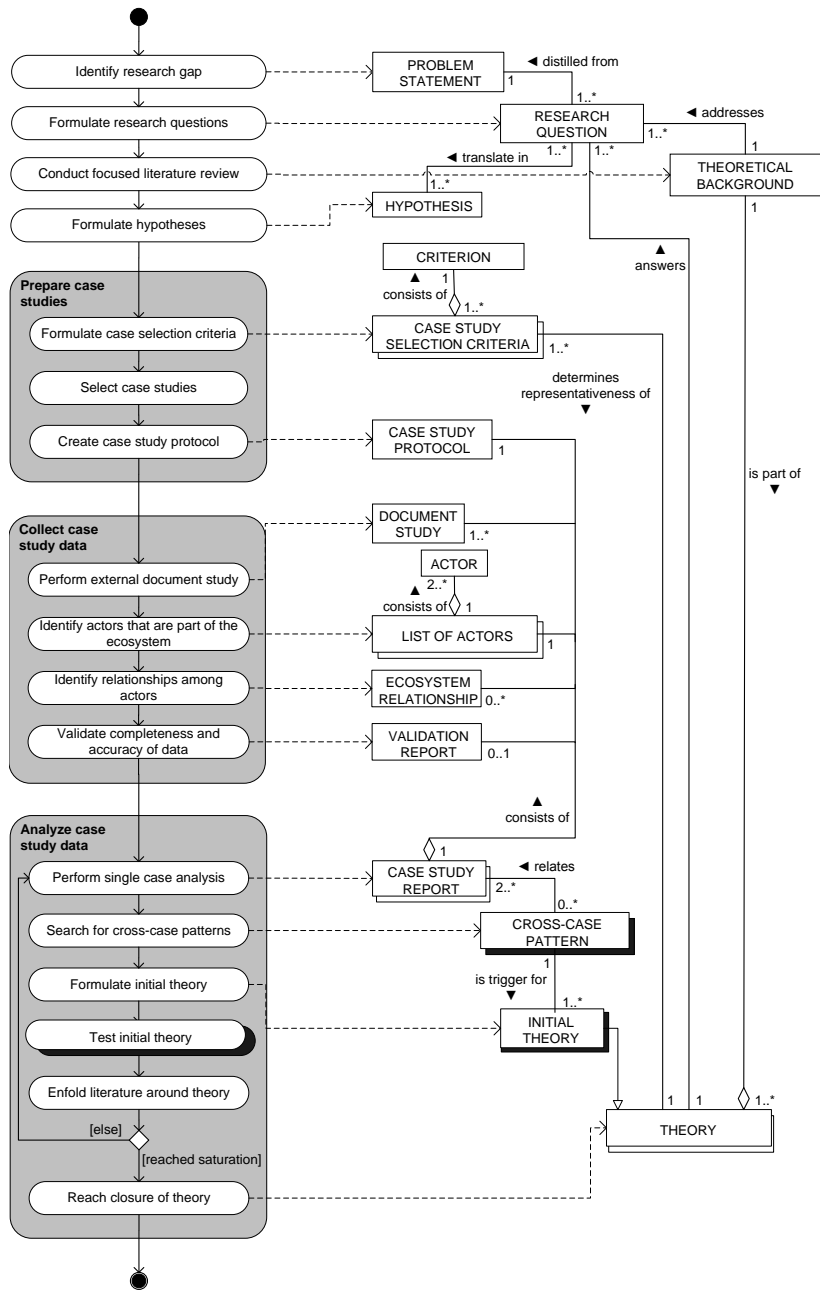 Identify research gap
PROBLEM
STATEMENT
◄ distilled from
1
1..*
Formulate research questions
RESEARCH
QUESTION
◄ addresses
1..*
1
1..*
1..*
Conduct focused literature review
◄ translate in
THEORETICAL
BACKGROUND
1
1..*
Formulate hypotheses
HYPOTHESIS
▲
answers
Prepare case
studies
CRITERION
▲
consists of
1
1..*
Formulate case selection criteria
CASE STUDY
SELECTION CRITERIA
1..*
Select case studies
determines
representativeness of
▼
Create case study protocol
CASE STUDY
PROTOCOL
1
is part of
▼
Collect case
study data
DOCUMENT
STUDY
1..*
Perform external document study
ACTOR
2..*
▲
consists of
1
Identify actors that are part of the
ecosystem
LIST OF ACTORS
1
Identify relationships among
actors
ECOSYSTEM
RELATIONSHIP
0..*
Validate completeness and
accuracy of data
VALIDATION
REPORT
0..1
▲
consists of
Analyze case
study data
1
Perform single case analysis
CASE STUDY
REPORT
2..*
◄ relates
0..*
Search for cross-case patterns
CROSS-CASE
PATTERN
1
Formulate initial theory
is trigger for
▼
1..*
Test initial theory
INITIAL
THEORY
Enfold literature around theory
1
1
1..*
[else]
THEORY
[reached saturation]
Reach closure of theory